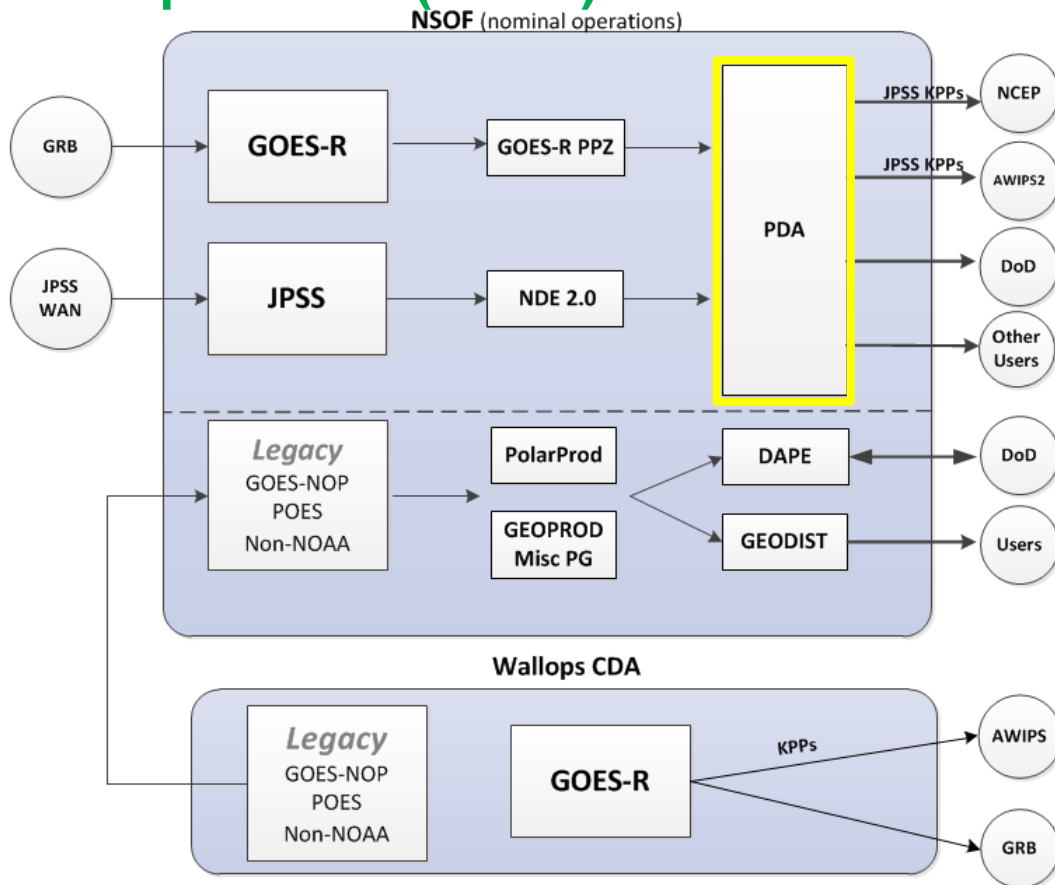 NSOF (nominal operations)
GRB
GOES-R
GOES-R PPZ
PDA
JPSS KPPs
NCEP
JPSS KPPs
AWIPS2
JPSS
WAN
JPSS
NDE 2.0
DoD
Other
Users
Legacy
GOES-NOP
POES
Non-NOAA
PolarProd
GEOPROD
Misc PG
DAPE
GEODIST
DoD
Users
Wallops CDA
Legacy
GOES-NOP
POES
Non-NOAA
GOES-R
KPPs
AWIPS
GRB